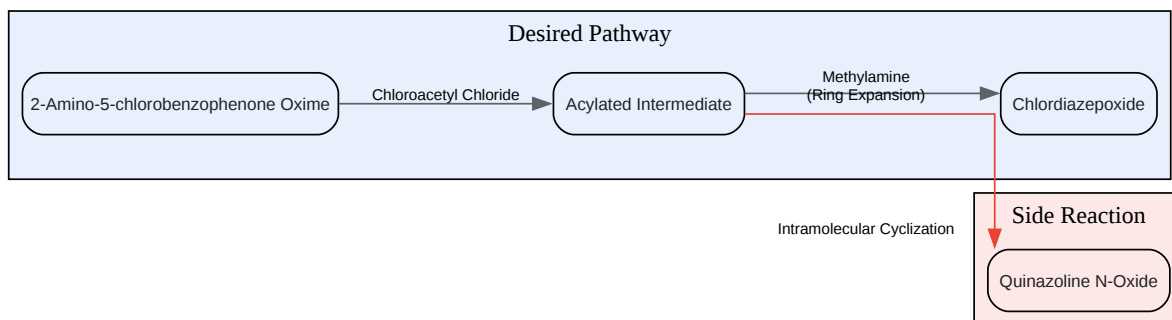 Desired Pathway
2-Amino-5-chlorobenzophenone Oxime
Chloroacetyl Chloride
Acylated Intermediate
Methylamine
(Ring Expansion)
Chlordiazepoxide
Intramolecular Cyclization
Side Reaction
Quinazoline N-Oxide